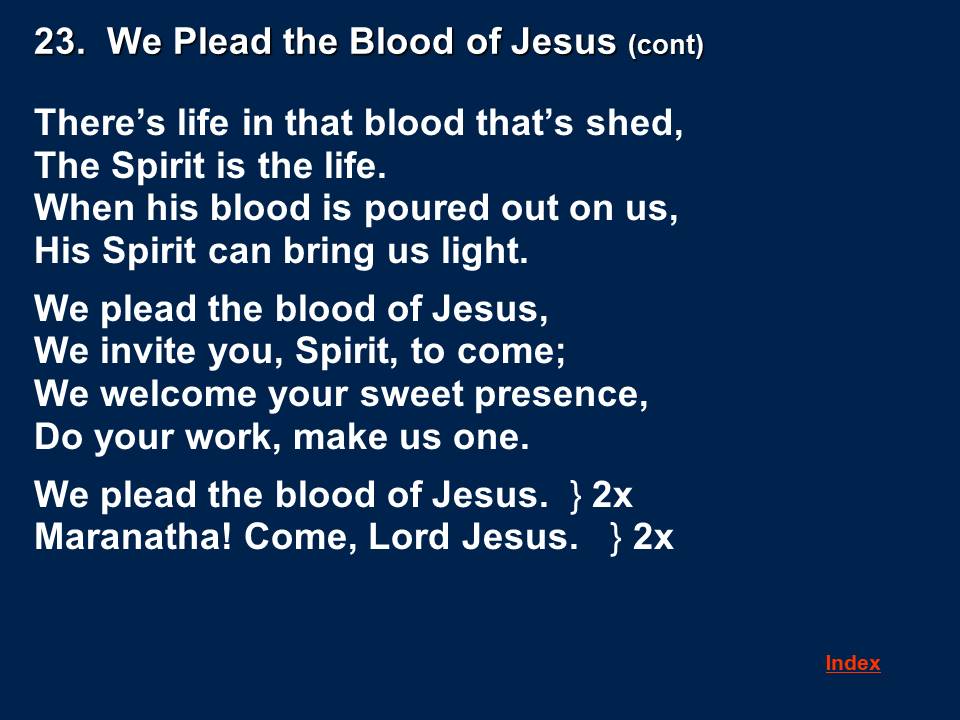 23.  We Plead the Blood of Jesus (cont)
There’s life in that blood that’s shed,
The Spirit is the life.
When his blood is poured out on us,
His Spirit can bring us light.
We plead the blood of Jesus,
We invite you, Spirit, to come;
We welcome your sweet presence,
Do your work, make us one.
We plead the blood of Jesus.  } 2x
Maranatha! Come, Lord Jesus.   } 2x
Index